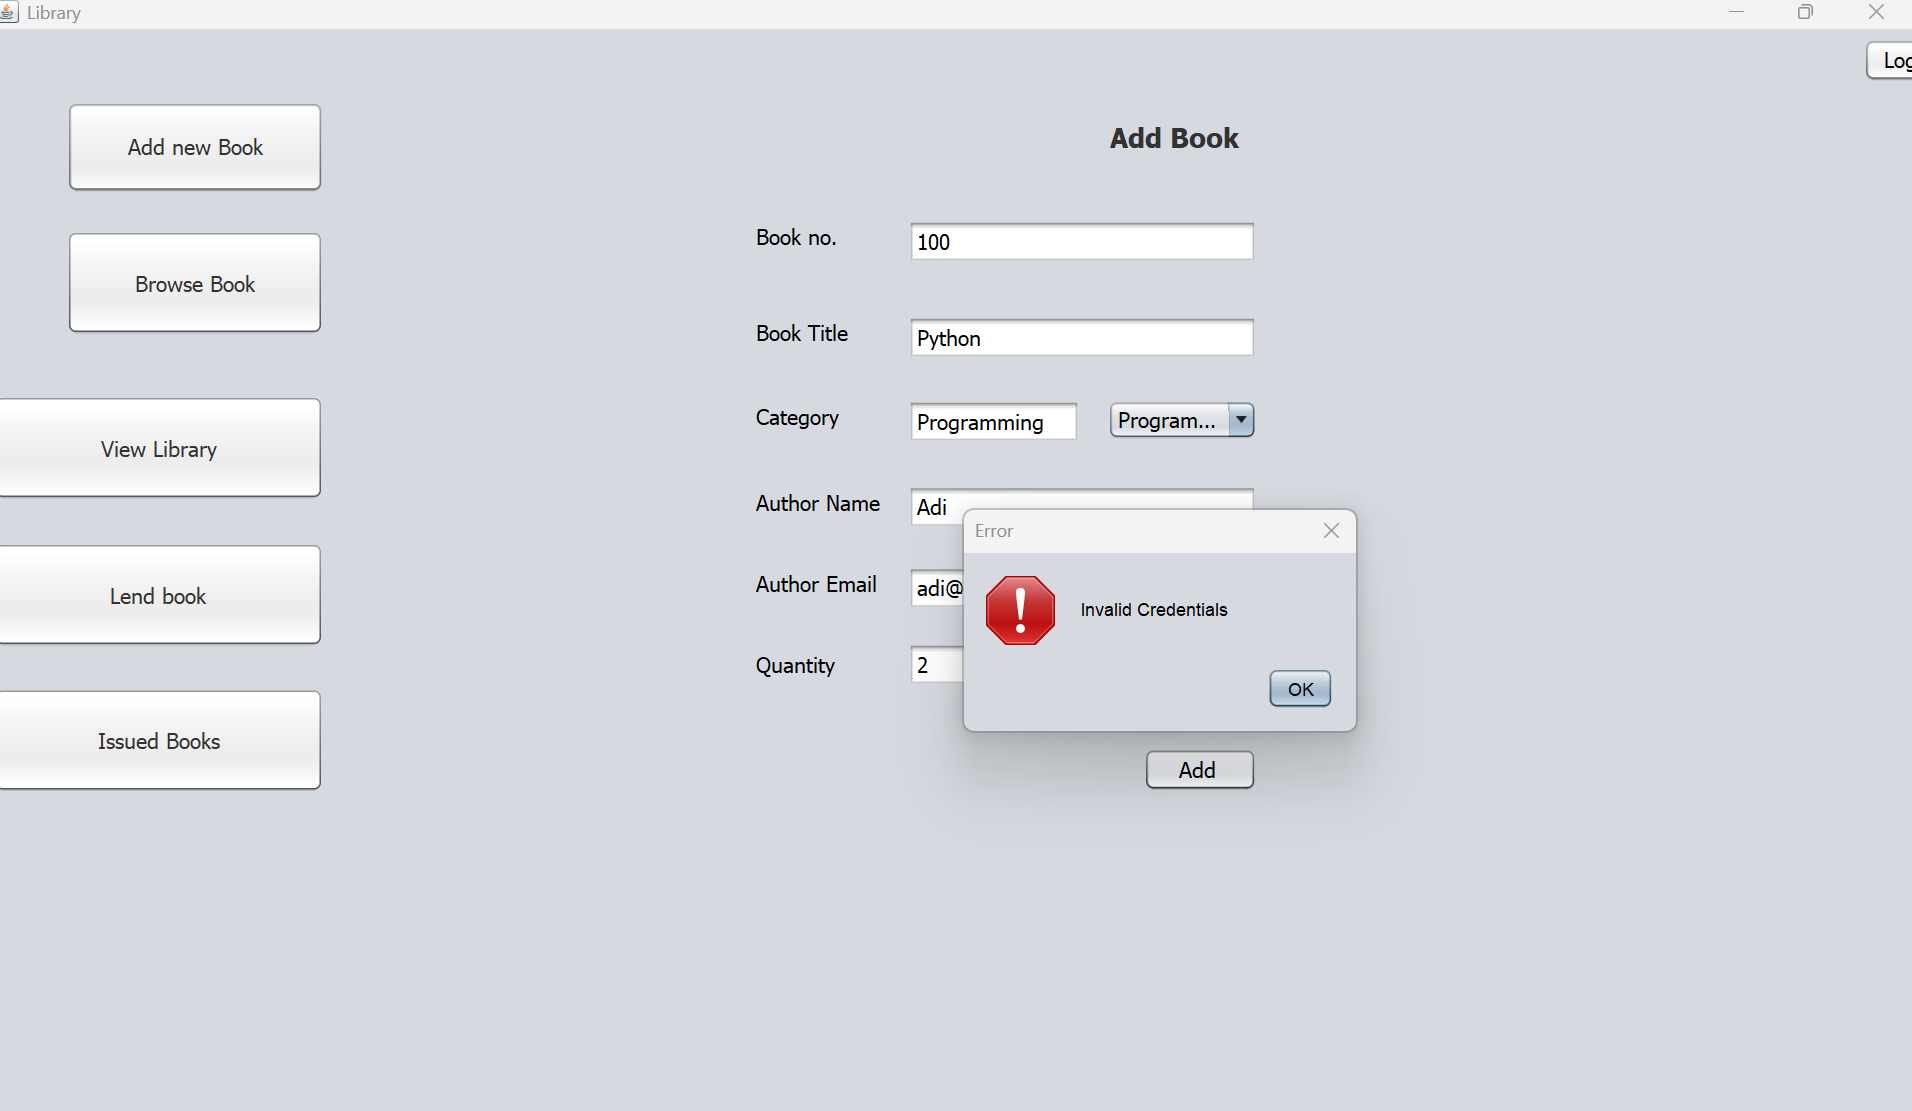 Library
Log
Add new Book
Browse Book
View Library
Lend book
Issued Books
Add Book
Book no.
100
Book Title
Python
Category
Programming
Program...
Author Name
Adi
Author Email
adi@
Quantity
2
Error
Invalid Credentials
OK
Add